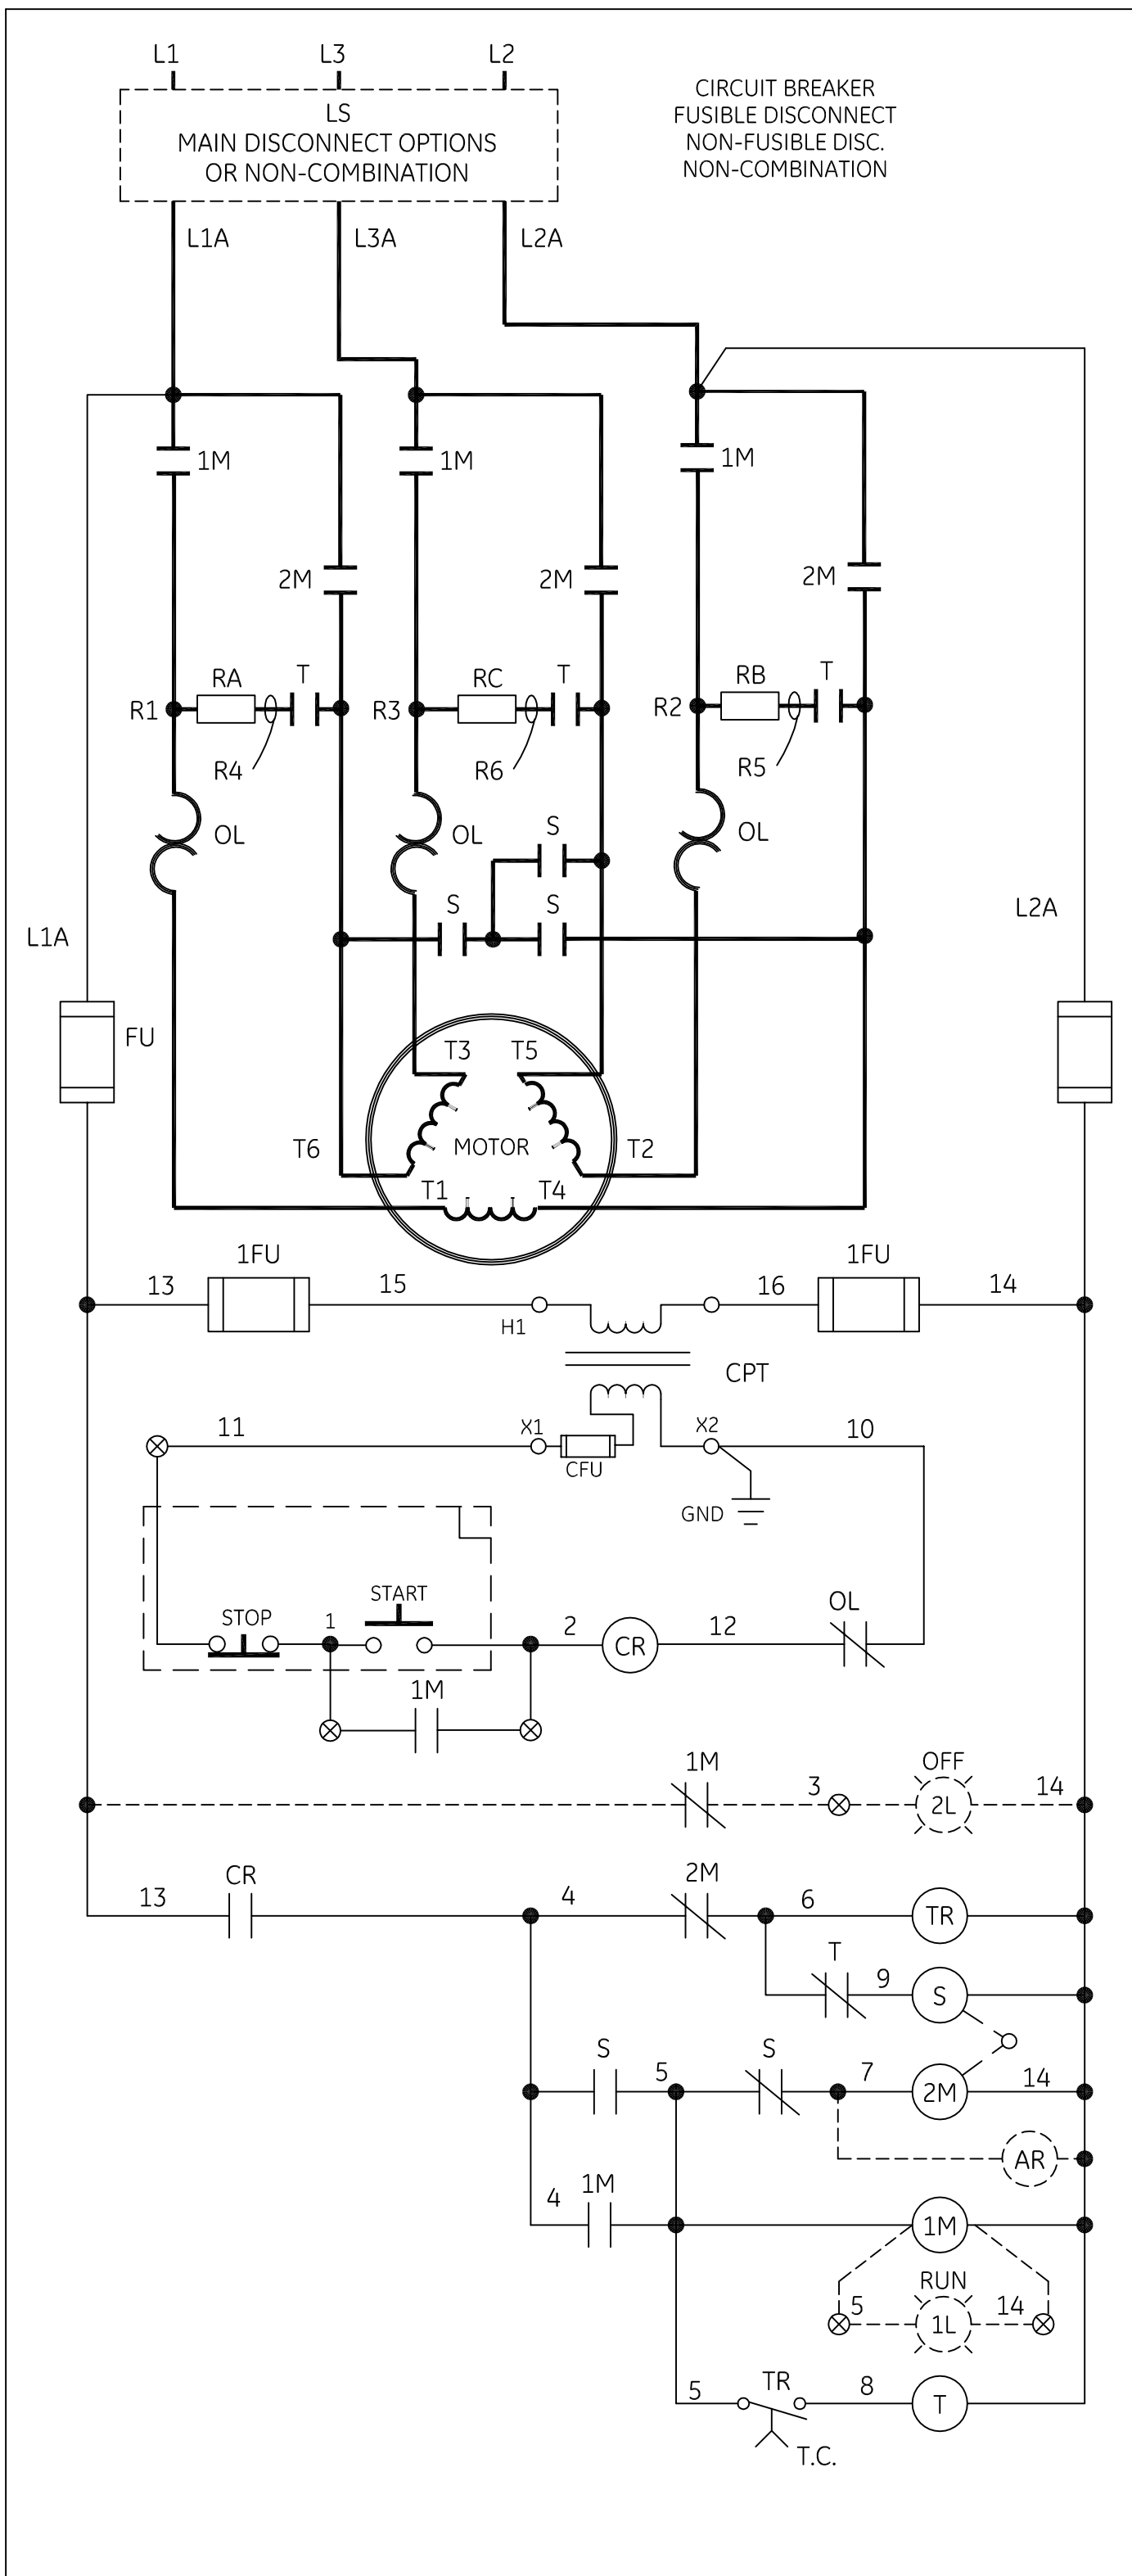 L1 L3 L2
LS
MAIN DISCONNECT OPTIONS
OR NON-COMBINATION
CIRCUIT BREAKER
FUSIBLE DISCONNECT
NON-FUSIBLE DISC.
NON-COMBINATION
L1A L3A L2A
1M 1M 1M
2M 2M 2M
RA T RC T RB T
R1 R3 R2
R4 R6 R5
OL OL OL
S
S S
L1A L2A
FU
T3 T5
T6 MOTOR T2
T1 T4
1FU 1FU
13 15 16 14
H1
CPT
11 X1 X2 10
CFU
GND
START
STOP 1 2 12 OL
CR
1M
1M 3 OFF 14
2L
CR 2M
13 4 6
TR
T 9
S
S 5 S 7 14
2M
AR
4 1M
1M
RUN
5 14
1L
5 TR 8
T
T.C.